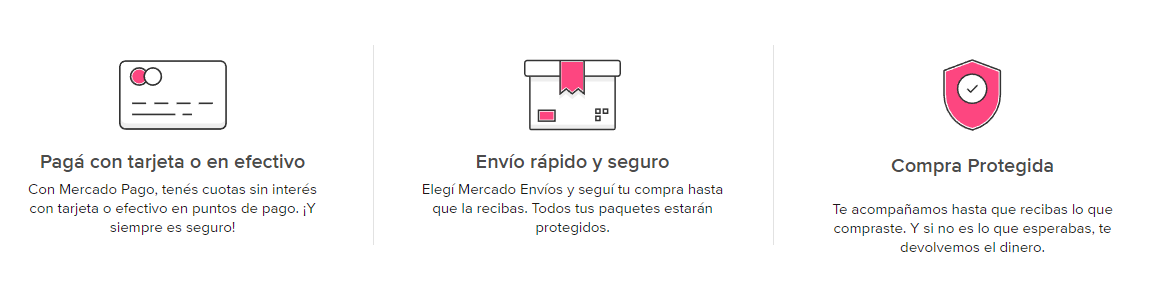 Pagá con tarjeta o en efectivo
Con Mercado Pago, tenés cuotas sin interés
con tarjeta o efectivo en puntos de pago. ¡Y
siempre es seguro!
Envío rápido y seguro
Elegí Mercado Envíos y seguí tu compra hasta
que la recibas. Todos tus paquetes estarán
protegidos.
Compra Protegida
Te acompañamos hasta que recibas lo que
compraste. Y si no es lo que esperabas, te
devolvemos el dinero.